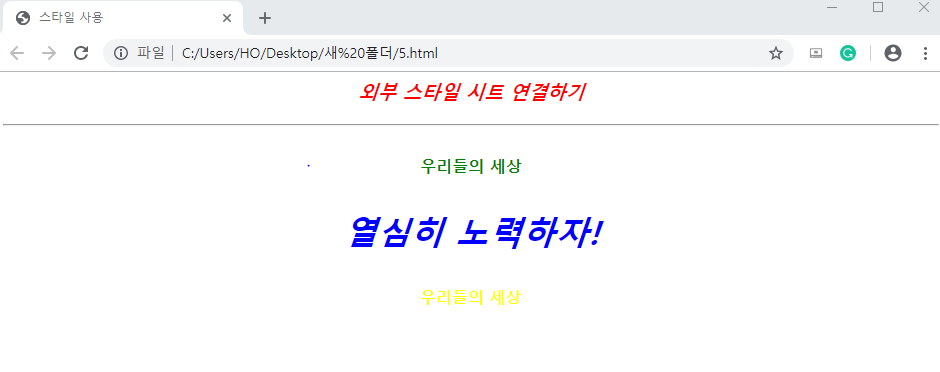 스타일 사용
파일 C:/Users/HO/Desktop/새%20폴더/5.html
외부 스타일 시트 연결하기
우리들의 세상
열심히 노력하자!
우리들의 세상